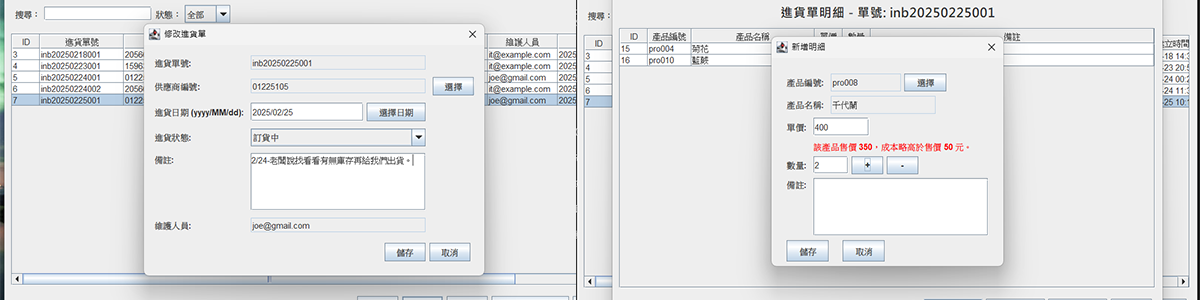 搜尋：
狀態： 全部
ID 進貨單號
3 inb20250218001 2056
4 inb20250223001 1596
5 inb20250224001 0122
6 inb20250224002 2056
7 inb20250225001 0122
維護人員
it@example.com 2025
it@example.com 2025
joe@gmail.com 2025
it@example.com 2025
joe@gmail.com 2025
修改進貨單
進貨單號: inb20250225001
供應商編號: 01225105 選擇
進貨日期 (yyyy/MM/dd): 2025/02/25 選擇日期
進貨狀態: 訂貨中
備註: 2/24-老闆說找看看有無庫存再給我們出貨。
維護人員: joe@gmail.com
儲存 取消
搜尋：
ID
3
4
5
6
7
進貨單明細 - 單號: inb20250225001
ID 產品編號 產品名稱 單價 數量 備註
15 pro004 菊花
16 pro010
新增明細
產品編號: pro008 選擇
產品名稱: 千代蘭
單價: 400
該產品售價 350，成本略高於售價 50 元。
數量: 2 + -
備註:
儲存 取消
立時間
-18 14:3
-23 20:5
-24 00:2
-24 11:3
-25 10:1